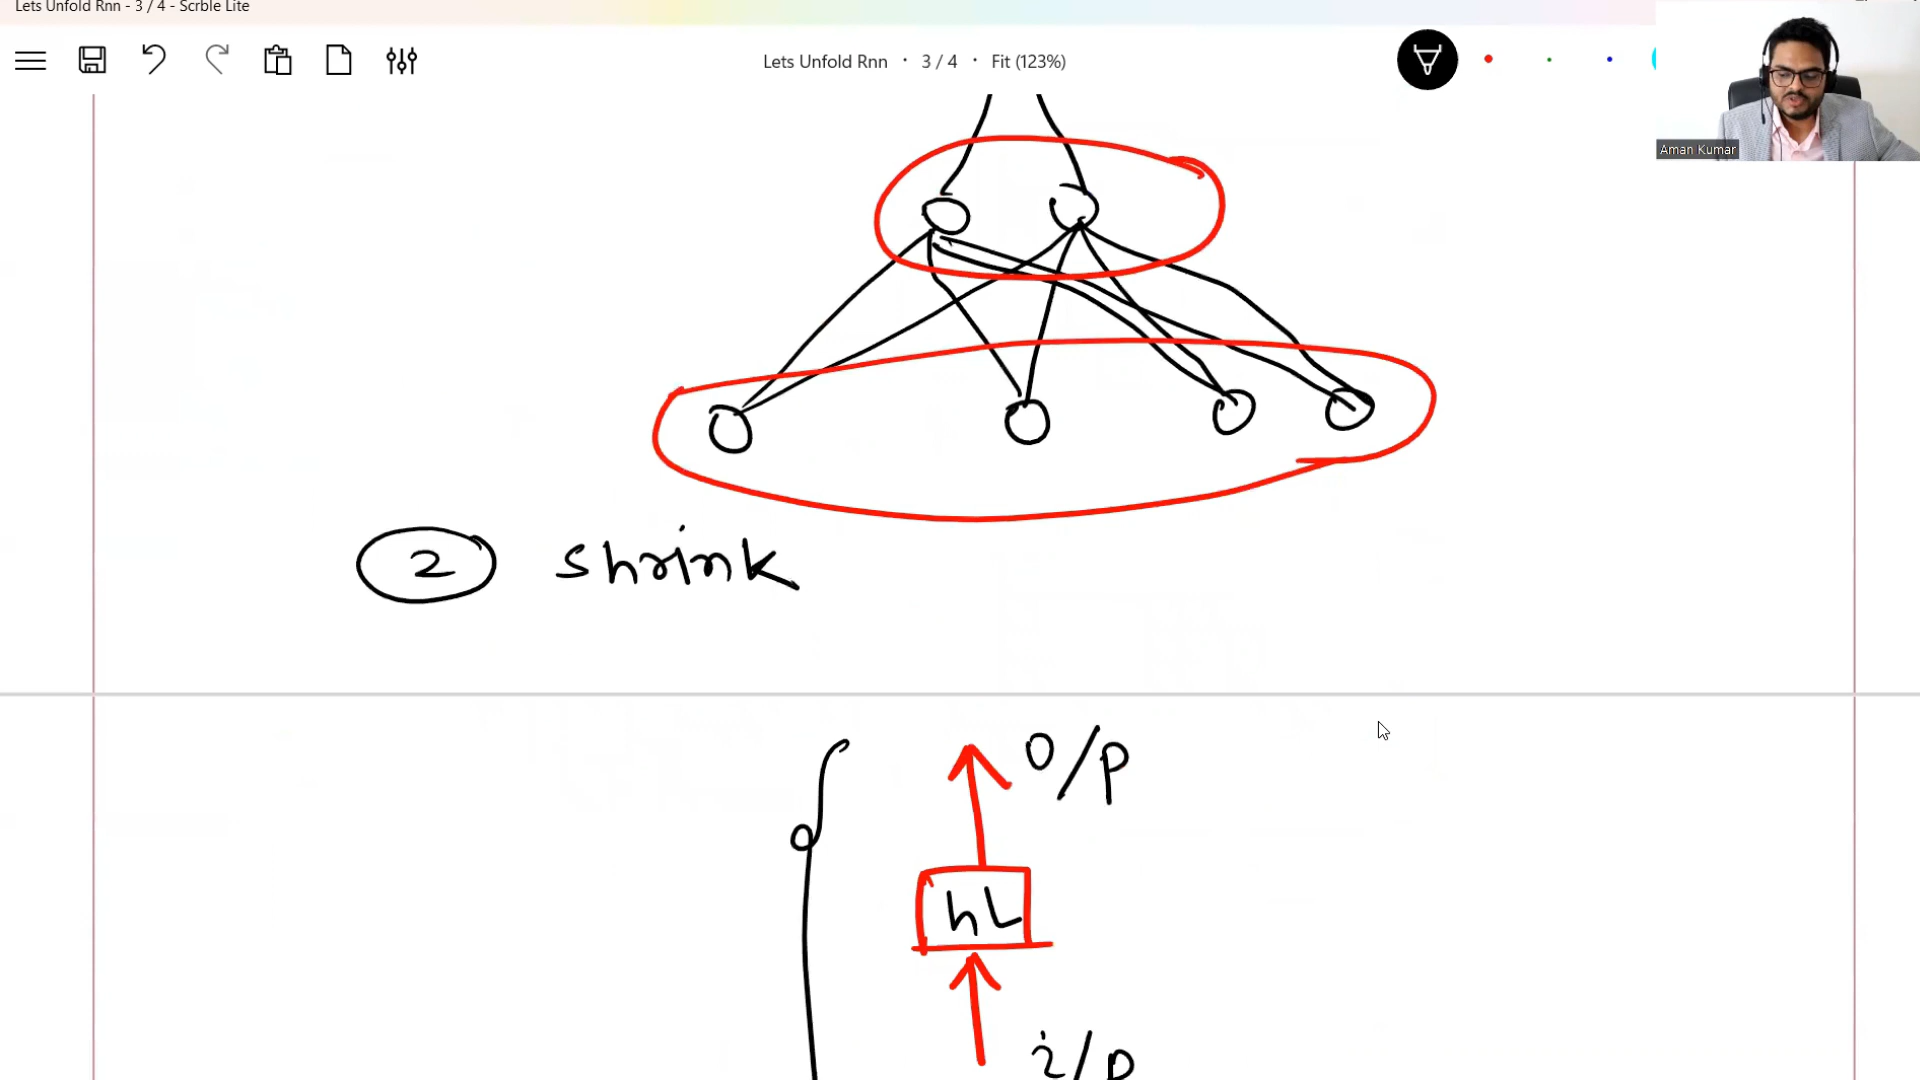 Lets Unfold Rnn - 3 / 4 - Scrble Lite
Lets Unfold Rnn · 3 / 4 · Fit (123%)
Aman Kumar
2 shrink
O/p
hL
i/p